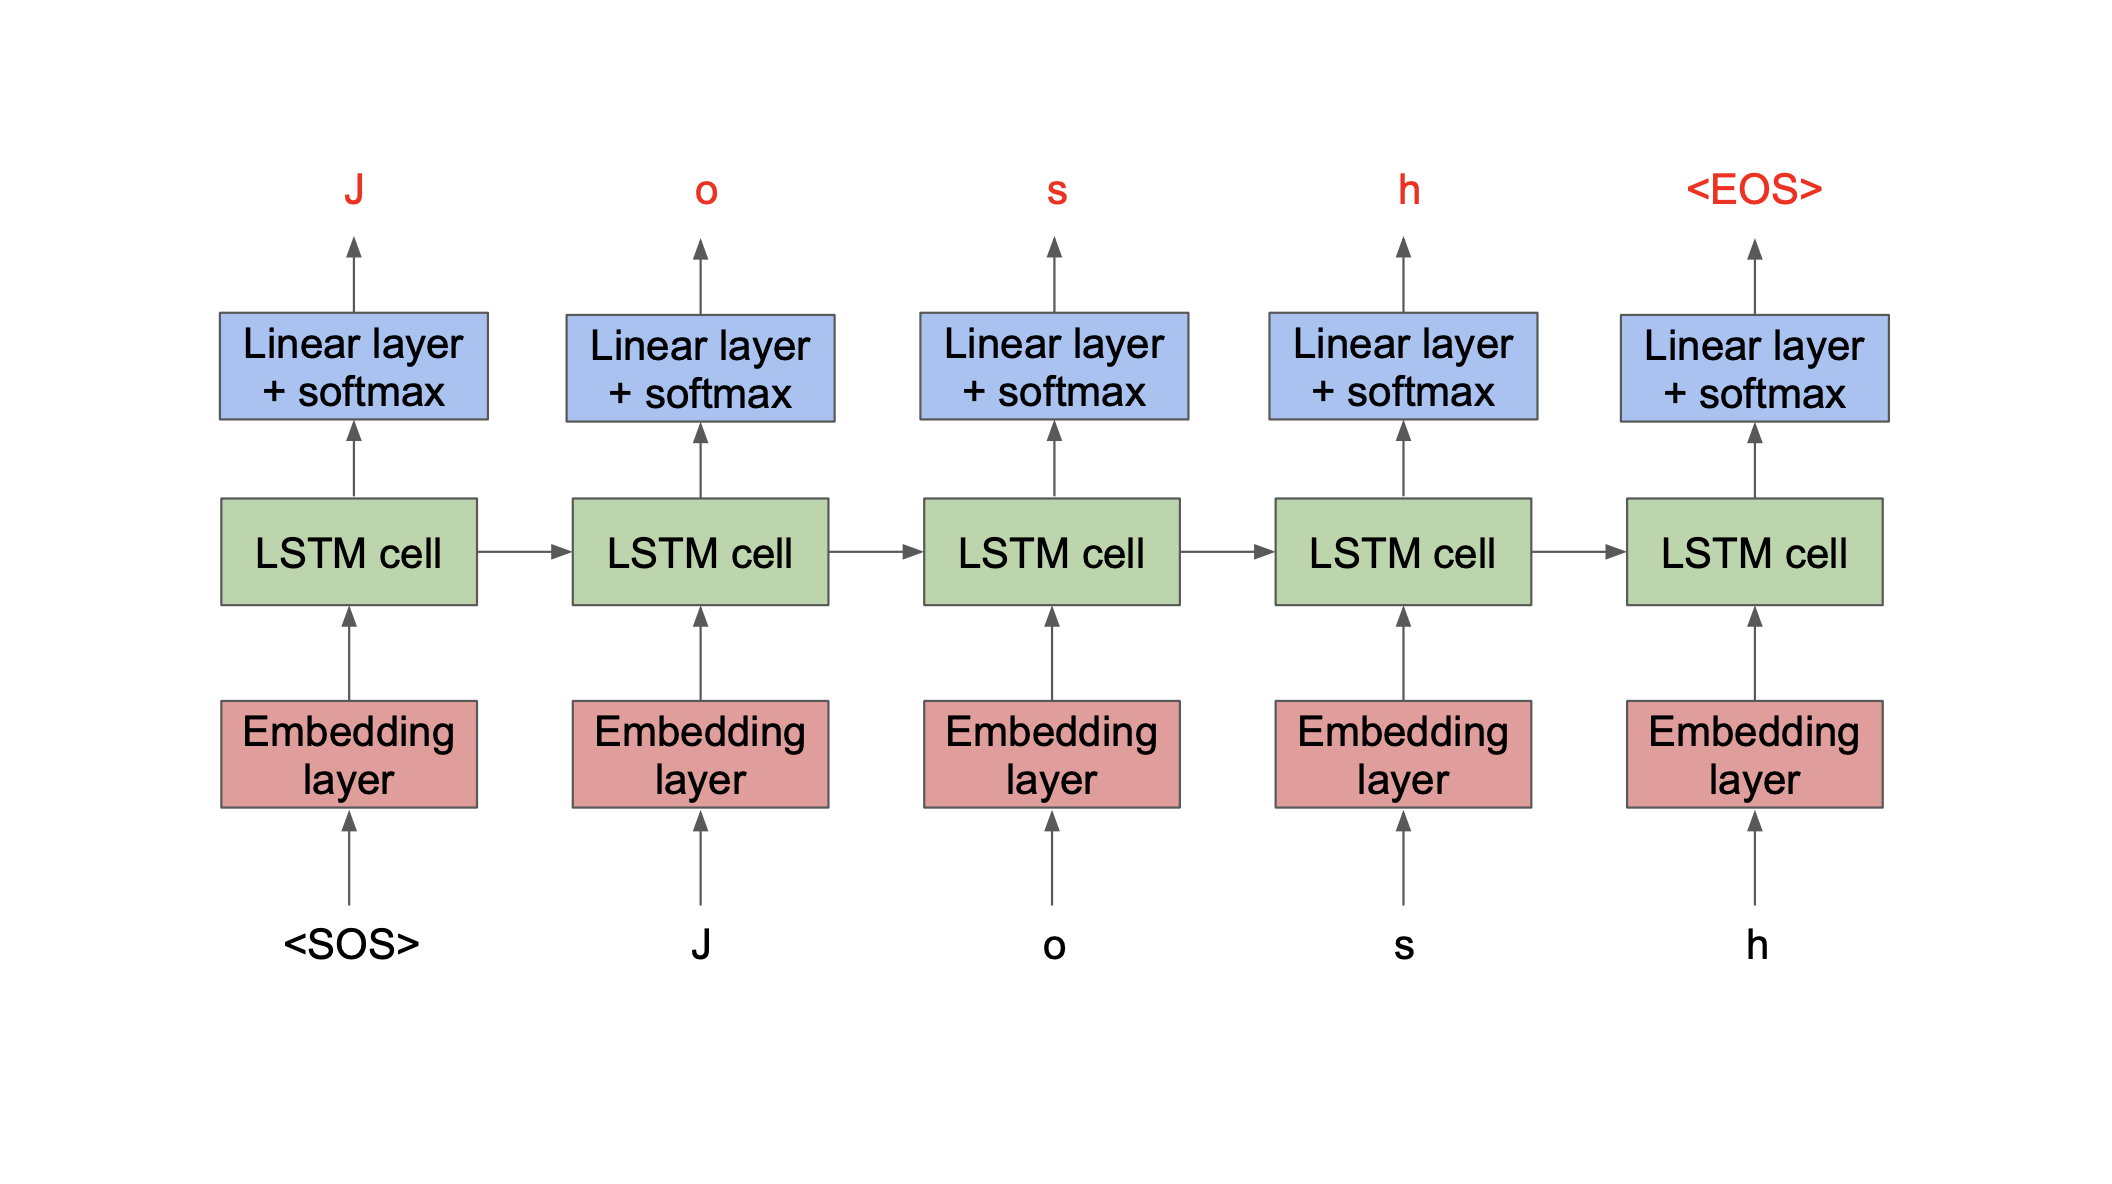 J o s h <EOS>
Linear layer + softmax
Linear layer + softmax
Linear layer + softmax
Linear layer + softmax
Linear layer + softmax
LSTM cell LSTM cell LSTM cell LSTM cell LSTM cell
Embedding layer
Embedding layer
Embedding layer
Embedding layer
Embedding layer
<SOS> J o s h